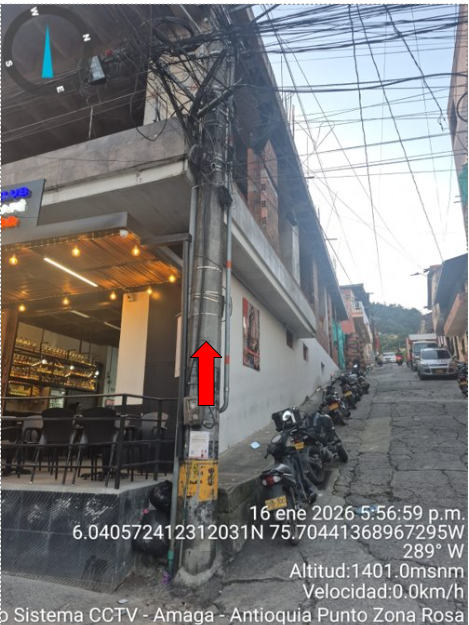 16 ene 2026 5:56:59 p.m.
6.040572412312031N 75.70441368967295W
289° W
Altitud:1401.0msnm
Velocidad:0.0km/h
o Sistema CCTV - Amaga - Antioquia Punto Zona Rosa